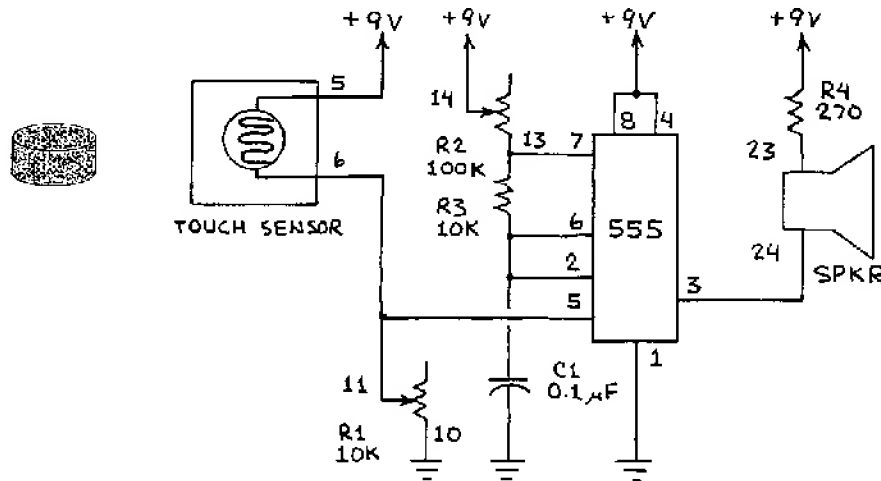 +9V
+9V
+9V
+9V
5
6
TOUCH SENSOR
14
R2
100K
13
R3
10K
7
6
2
5
8
4
555
3
1
R4
270
23
24
SPKR
11
R1
10K
10
C1
0.1µF